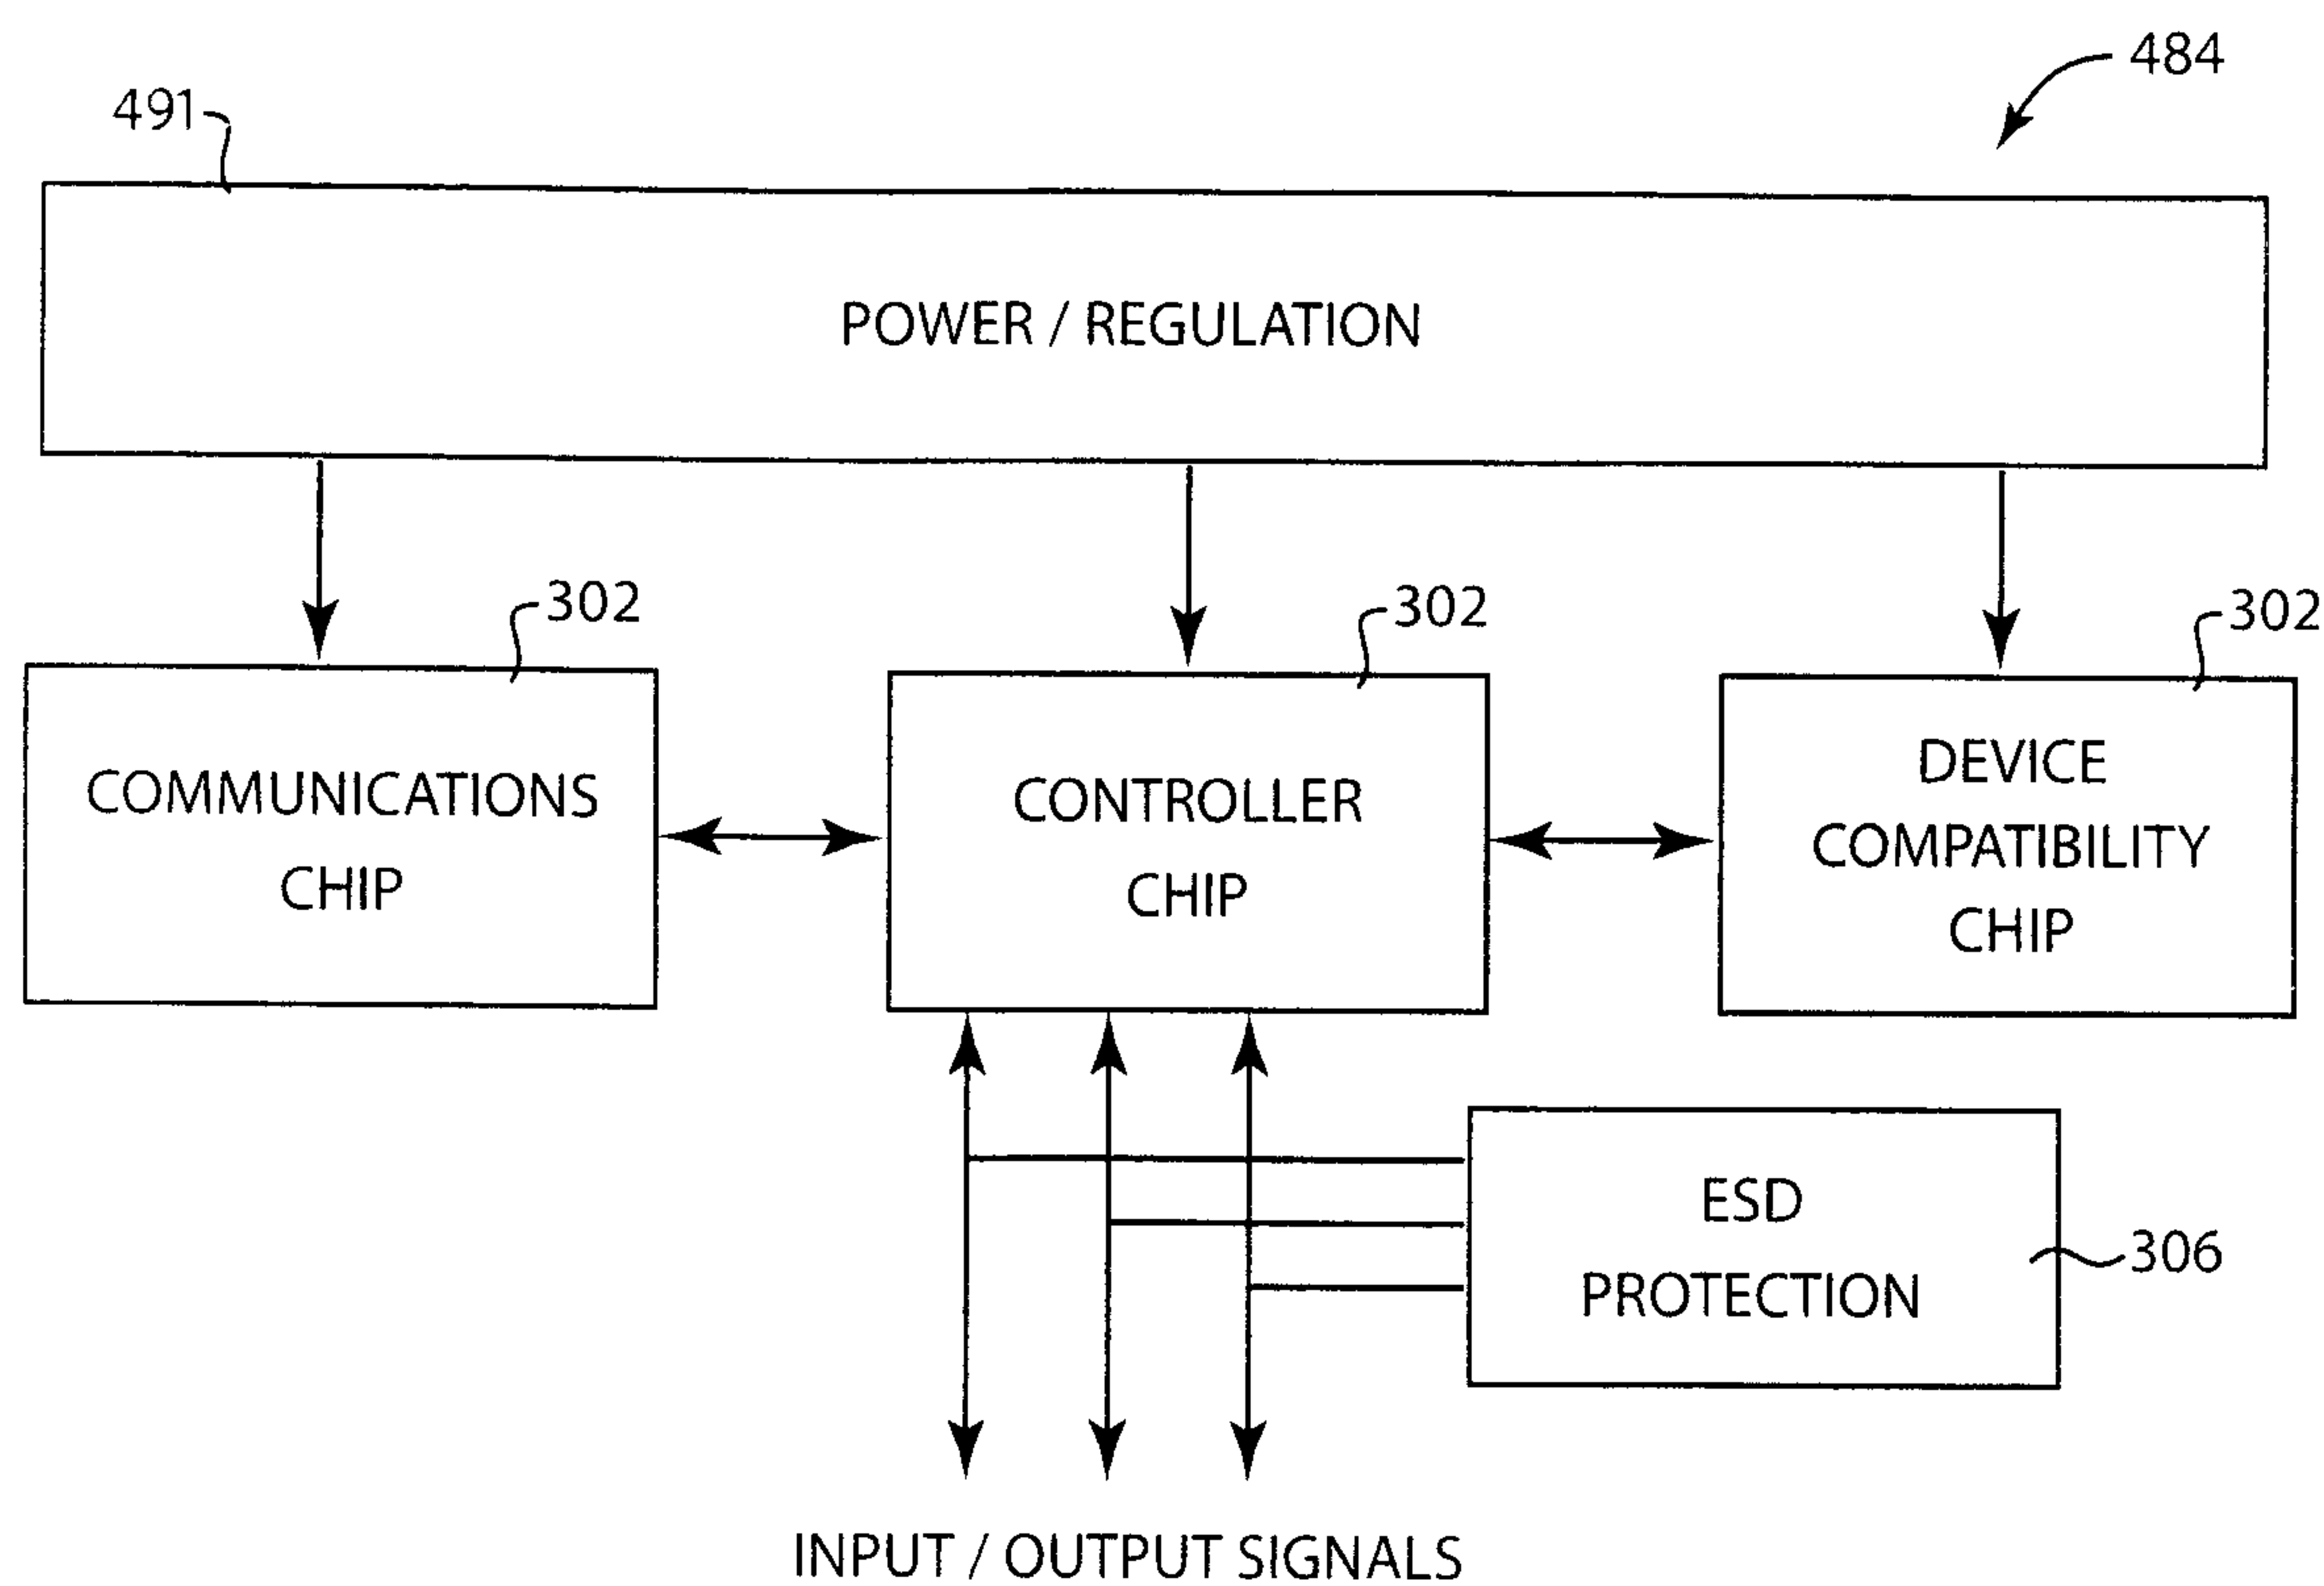 484
491
POWER / REGULATION
302
302
302
COMMUNICATIONS
CHIP
CONTROLLER
CHIP
DEVICE
COMPATIBILITY
CHIP
ESD
PROTECTION
306
INPUT / OUTPUT SIGNALS